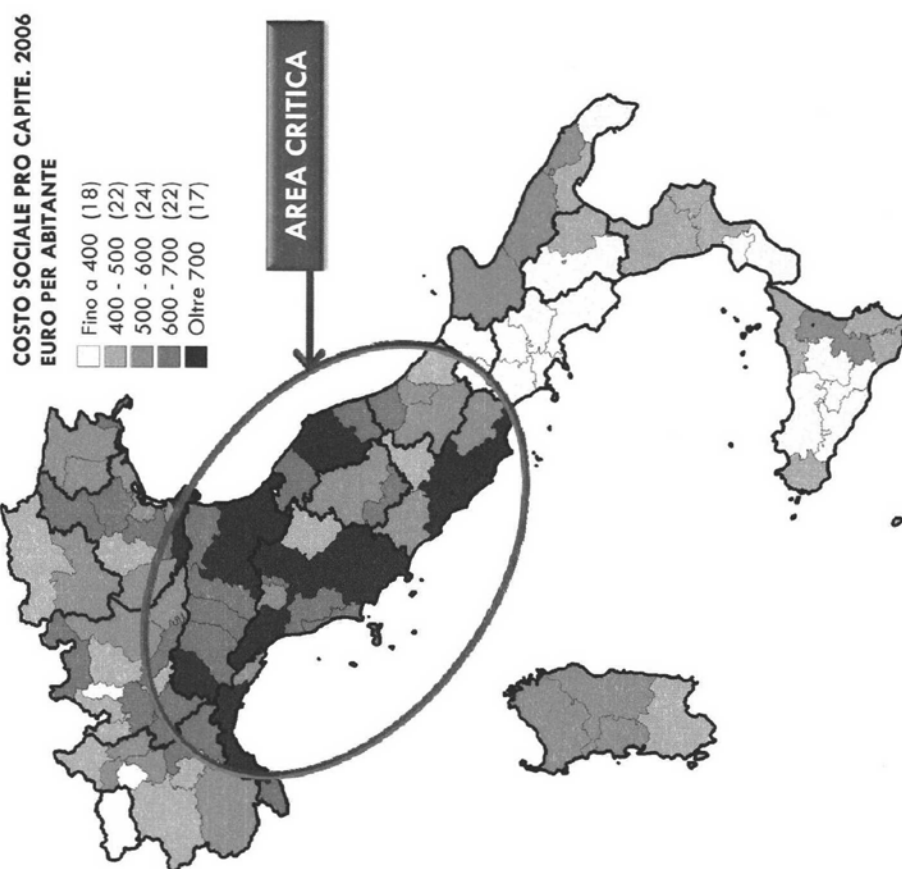 COSTO SOCIALE PRO CAPITE. 2006
EURO PER ABITANTE
Fino a 400 (18)
400 - 500 (22)
500 - 600 (24)
600 - 700 (22)
Oltre 700 (17)
AREA CRITICA